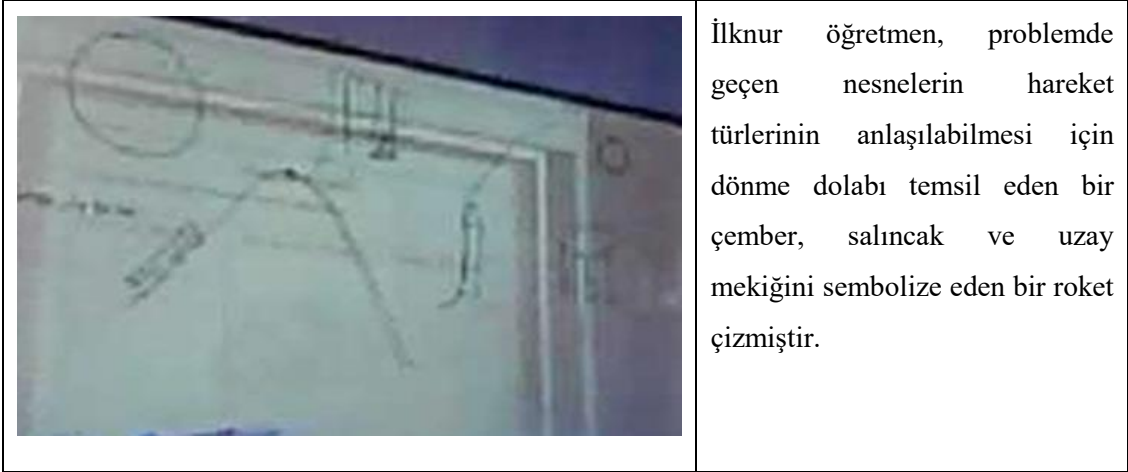 İlknur öğretmen, problemde
geçen nesnelerin hareket
türlerinin anlaşılabilmesi için
dönme dolabı temsil eden bir
çember, salıncak ve uzay
mekiğini sembolize eden bir roket
çizmiştir.